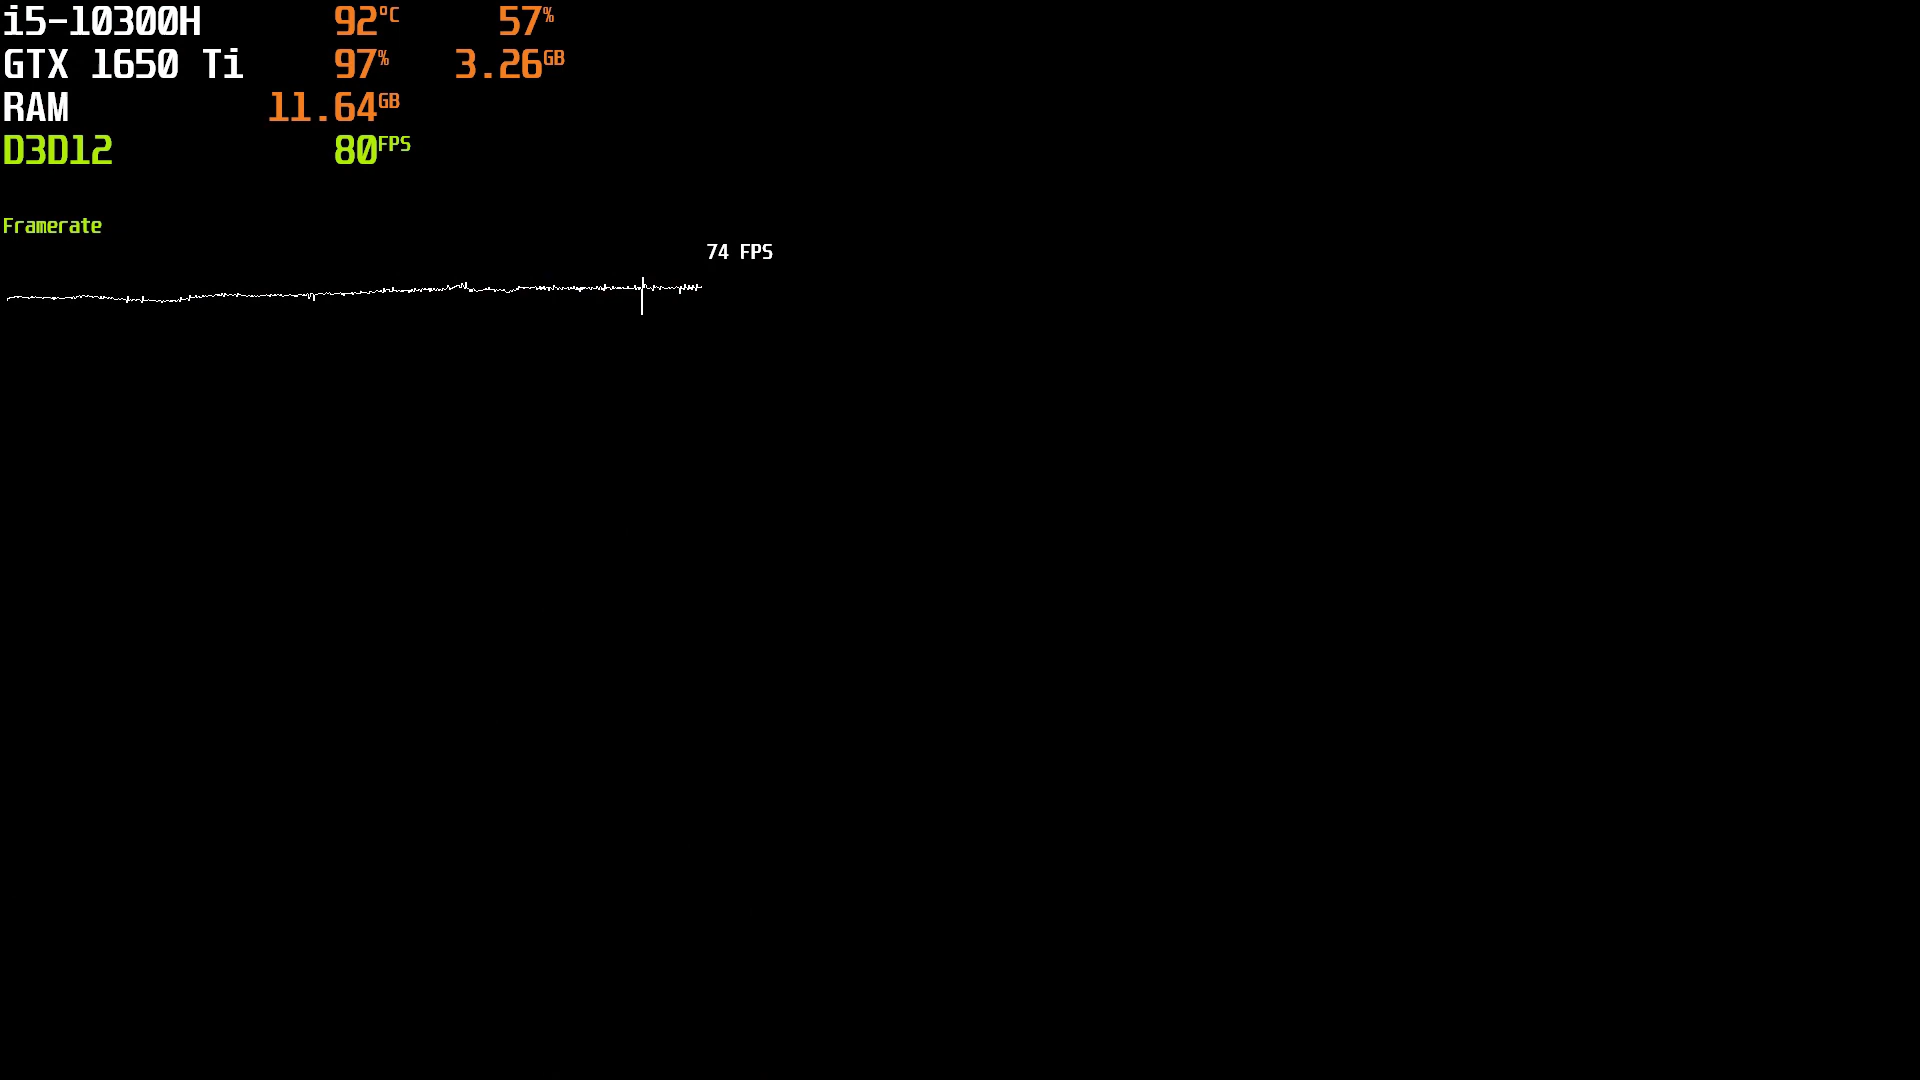 i5-10300H 92°C 57%
GTX 1650 Ti 97% 3.26GB
RAM 11.64GB
D3D12 80FPS
Framerate
74 FPS